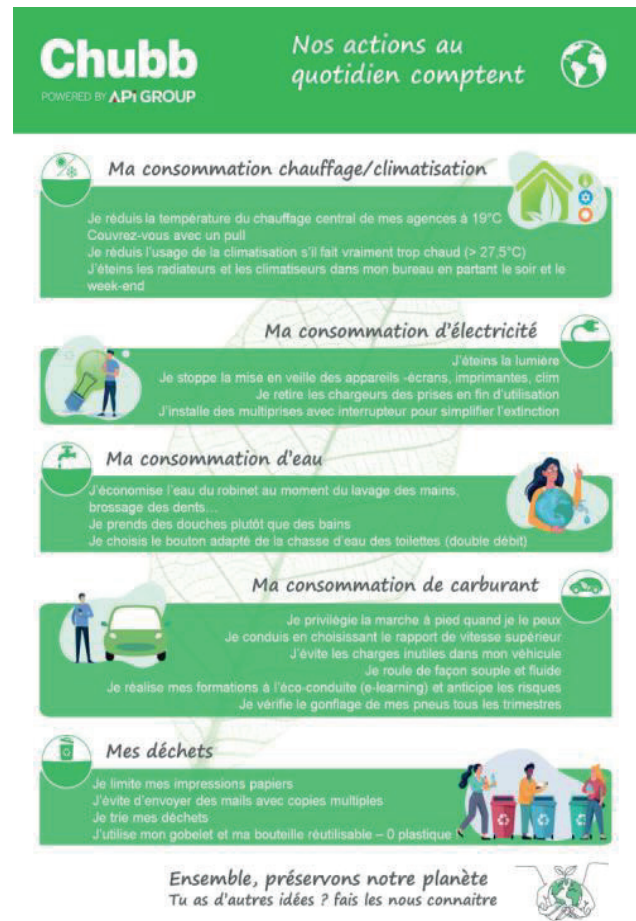 Chubb
POWERED BY APi GROUP
Nos actions au
quotidien comptent
Ma consommation chauffage/climatisation
Je réduis la température du chauffage central de mes agences à 19°C
Couvrez-vous avec un pull
Je réduis l'usage de la climatisation s'il fait vraiment trop chaud (> 27,5°C)
J'éteins les radiateurs et les climatiseurs dans mon bureau en partant le soir et le
week-end
Ma consommation d'électricité
J'éteins la lumière
Je stoppe la mise en veille des appareils -écrans, imprimantes, clim
Je retire les chargeurs des prises en fin d'utilisation
J'installe des multiprises avec interrupteur pour simplifier l'extinction
Ma consommation d'eau
J'économise l'eau du robinet au moment du lavage des mains,
brossage des dents…
Je prends des douches plutôt que des bains
Je choisis le bouton adapté de la chasse d'eau des toilettes (double débit)
Ma consommation de carburant
Je privilégie la marche à pied quand je le peux
Je conduis en choisissant le rapport de vitesse supérieur
J'évite les charges inutiles dans mon véhicule
Je roule de façon souple et fluide
Je réalise mes formations à l'éco-conduite (e-learning) et anticipe les risques
Je vérifie le gonflage de mes pneus tous les trimestres
Mes déchets
Je limite mes impressions papiers
J'évite d'envoyer des mails avec copies multiples
Je trie mes déchets
J'utilise mon gobelet et ma bouteille réutilisable – 0 plastique !
Ensemble, préservons notre planète
Tu as d'autres idées ? fais les nous connaitre